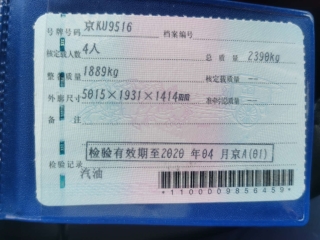 号牌号码 京KU9516 档案编号
核定载人数 4人 总质量 2390kg
整备质量 1889kg 核定载质量 --
外廓尺寸 5015×1931×1414mm 准牵引总质量 --
备注
检验有效期至2020年04月京A(01)
检验记录
汽油
*1100009856459*